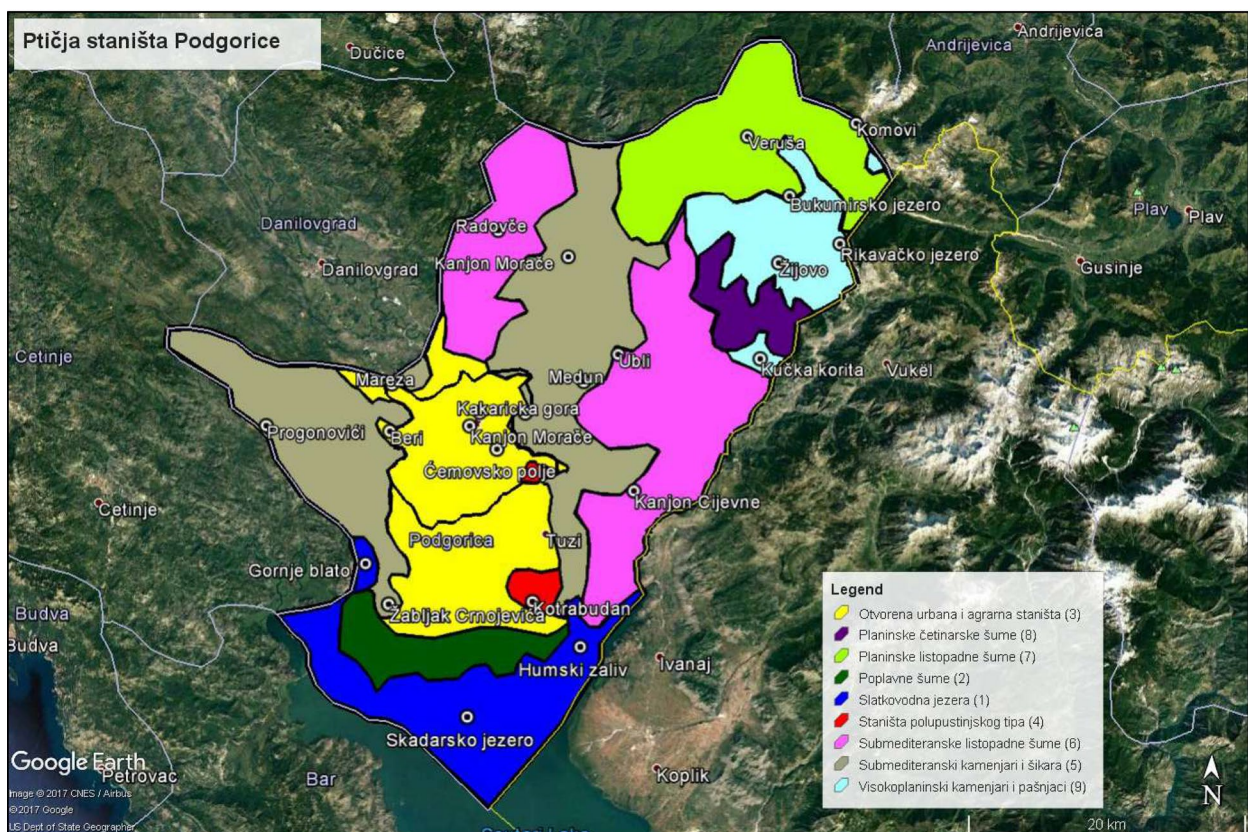 Ptičja staništa Podgorice
Dučice
Andrijevica
Andrijevica
Komovi
Veruša
Bukumirsko jezero
Plav
Plav
Radovče
Danilovgrad
Kanjon Morače
Danilovgrad
Rikavačko jezero
Žijovo
Gusinje
Cetinje
Ubli
Kučka korita
Vukël
Mareza
Medun
Kakaricka gora
Progonovići
Beri
Kanjon Morače
Ćemovsko polje
Kanjon Cijevne
Cetinje
Podgorica
Tuzi
Gornje blato
Žabljak Crnojevića
Kotrabudan
Budva
Budva
Humski zaliv
Ivanaj
Skadarsko jezero
Petrovac
Bar
Koplik
Legend
Otvorena urbana i agrarna staništa (3)
Planinske četinarske šume (8)
Planinske listopadne šume (7)
Poplavne šume (2)
Slatkovodna jezera (1)
Staništa polupustinjskog tipa (4)
Submediteranske listopadne šume (6)
Submediteranski kamenjari i šikara (5)
Visokoplaninski kamenjari i pašnjaci (9)
Google Earth
Image © 2017 CNES / Airbus
©2017 Google
US Dept of State Geographer
N
20 km